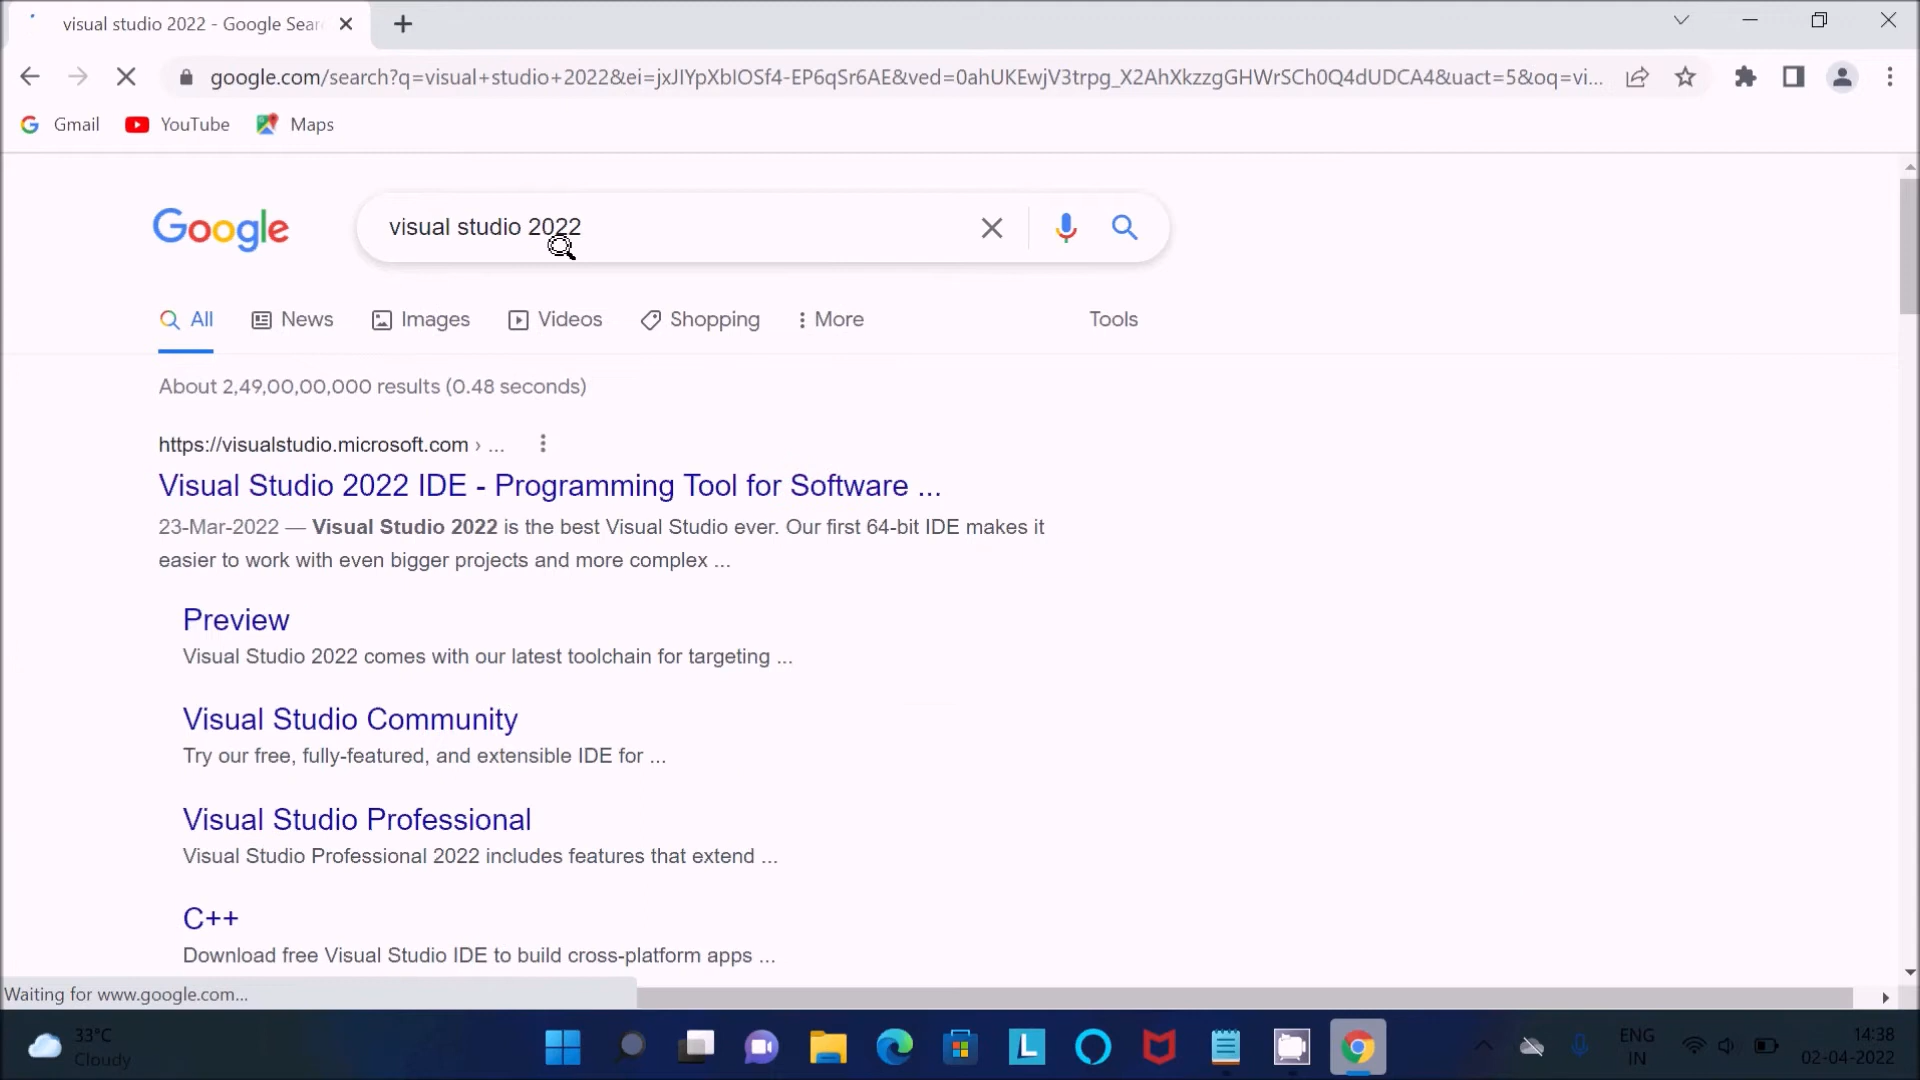 visual studio 2022 - Google Sear
google.com/search?q=visual+studio+2022&ei=jxJIYpXbIOSf4-EP6qSr6AE&ved=0ahUKEwjV3trpg_X2AhXkzzgGHWrSCh0Q4dUDCA4&uact=5&oq=vi...
Gmail YouTube Maps
Google
visual studio 2022
All News Images Videos Shopping More Tools
About 2,49,00,00,000 results (0.48 seconds)
https://visualstudio.microsoft.com › ...
Visual Studio 2022 IDE - Programming Tool for Software ...
23-Mar-2022 — Visual Studio 2022 is the best Visual Studio ever. Our first 64-bit IDE makes it
easier to work with even bigger projects and more complex ...
Preview
Visual Studio 2022 comes with our latest toolchain for targeting ...
Visual Studio Community
Try our free, fully-featured, and extensible IDE for ...
Visual Studio Professional
Visual Studio Professional 2022 includes features that extend ...
C++
Download free Visual Studio IDE to build cross-platform apps ...
Waiting for www.google.com...
33°C
Cloudy
L
ENG
IN
14:38
02-04-2022